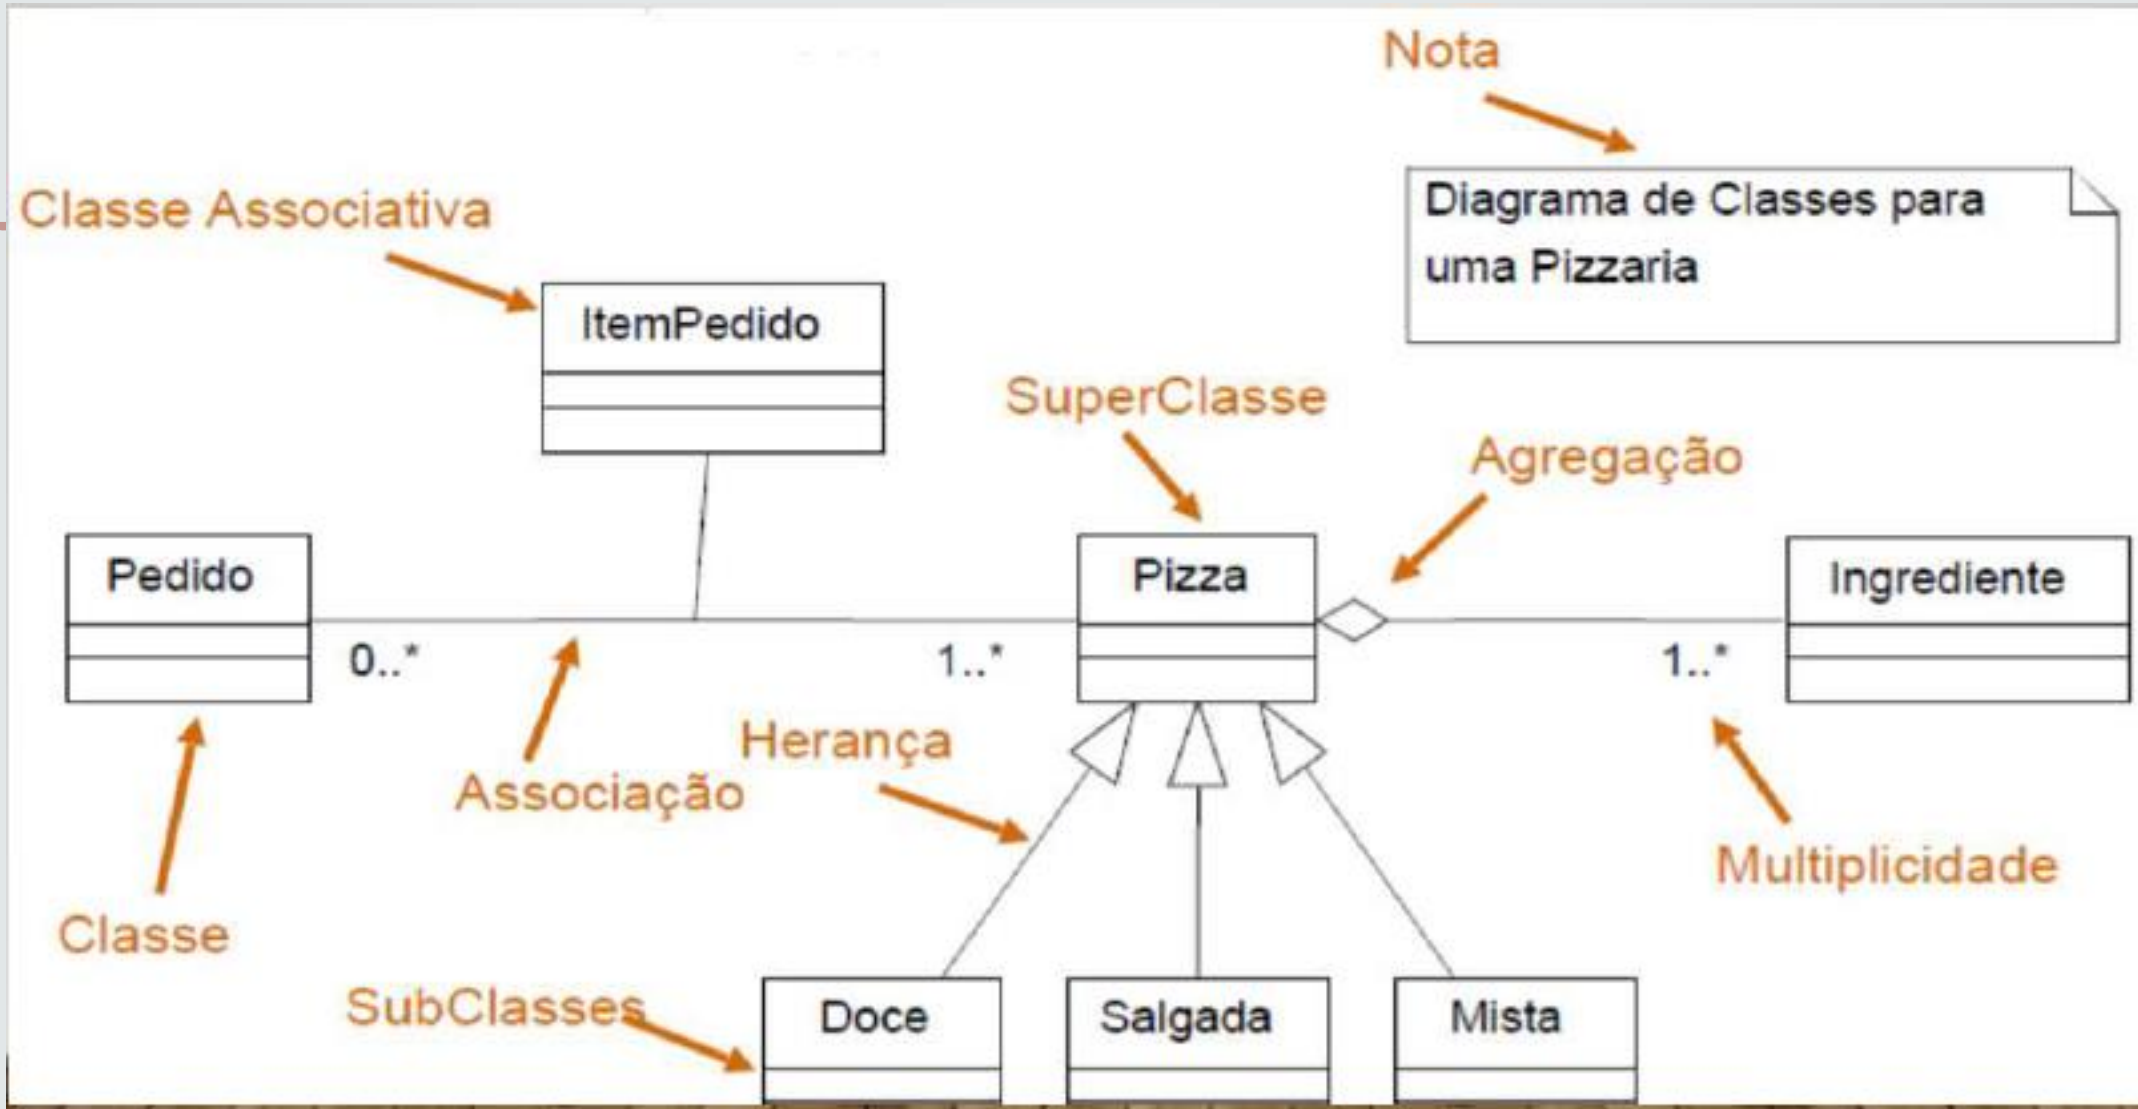 Nota
Diagrama de Classes para
uma Pizzaria
Classe Associativa
ItemPedido
SuperClasse
Agregação
Pedido
Pizza
Ingrediente
0..*
1..*
1..*
Herança
Associação
Multiplicidade
Classe
SubClasses
Doce
Salgada
Mista